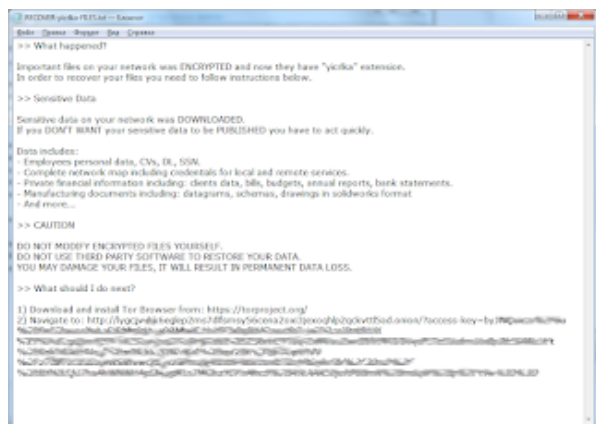 Файл Правка Формат Вид Справка
>> What happened?
Important files on your network was ENCRYPTED and now they have extension.
In order to recover your files you need to follow instructions below.
>> Sensitive Data
Sensitive data on your network was DOWNLOADED.
If you DON'T WANT your sensitive data to be PUBLISHED you have to act quickly.
Data includes:
- Employees personal data, CVs, DL, SSN.
- Complete network map including credentials for local and remote services.
- Private financial information including: clients data, bills, budgets, annual reports, bank statements.
- Manufacturing documents including: datagrams, schemas, drawings in solidworks format
- And more...
>> CAUTION
DO NOT MODIFY ENCRYPTED FILES YOURSELF.
DO NOT USE THIRD PARTY SOFTWARE TO RESTORE YOUR DATA.
YOU MAY DAMAGE YOUR FILES, IT WILL RESULT IN PERMANENT DATA LOSS.
>> What should I do next?
1) Download and install Tor Browser from: https://torproject.org/
2) Navigate to: